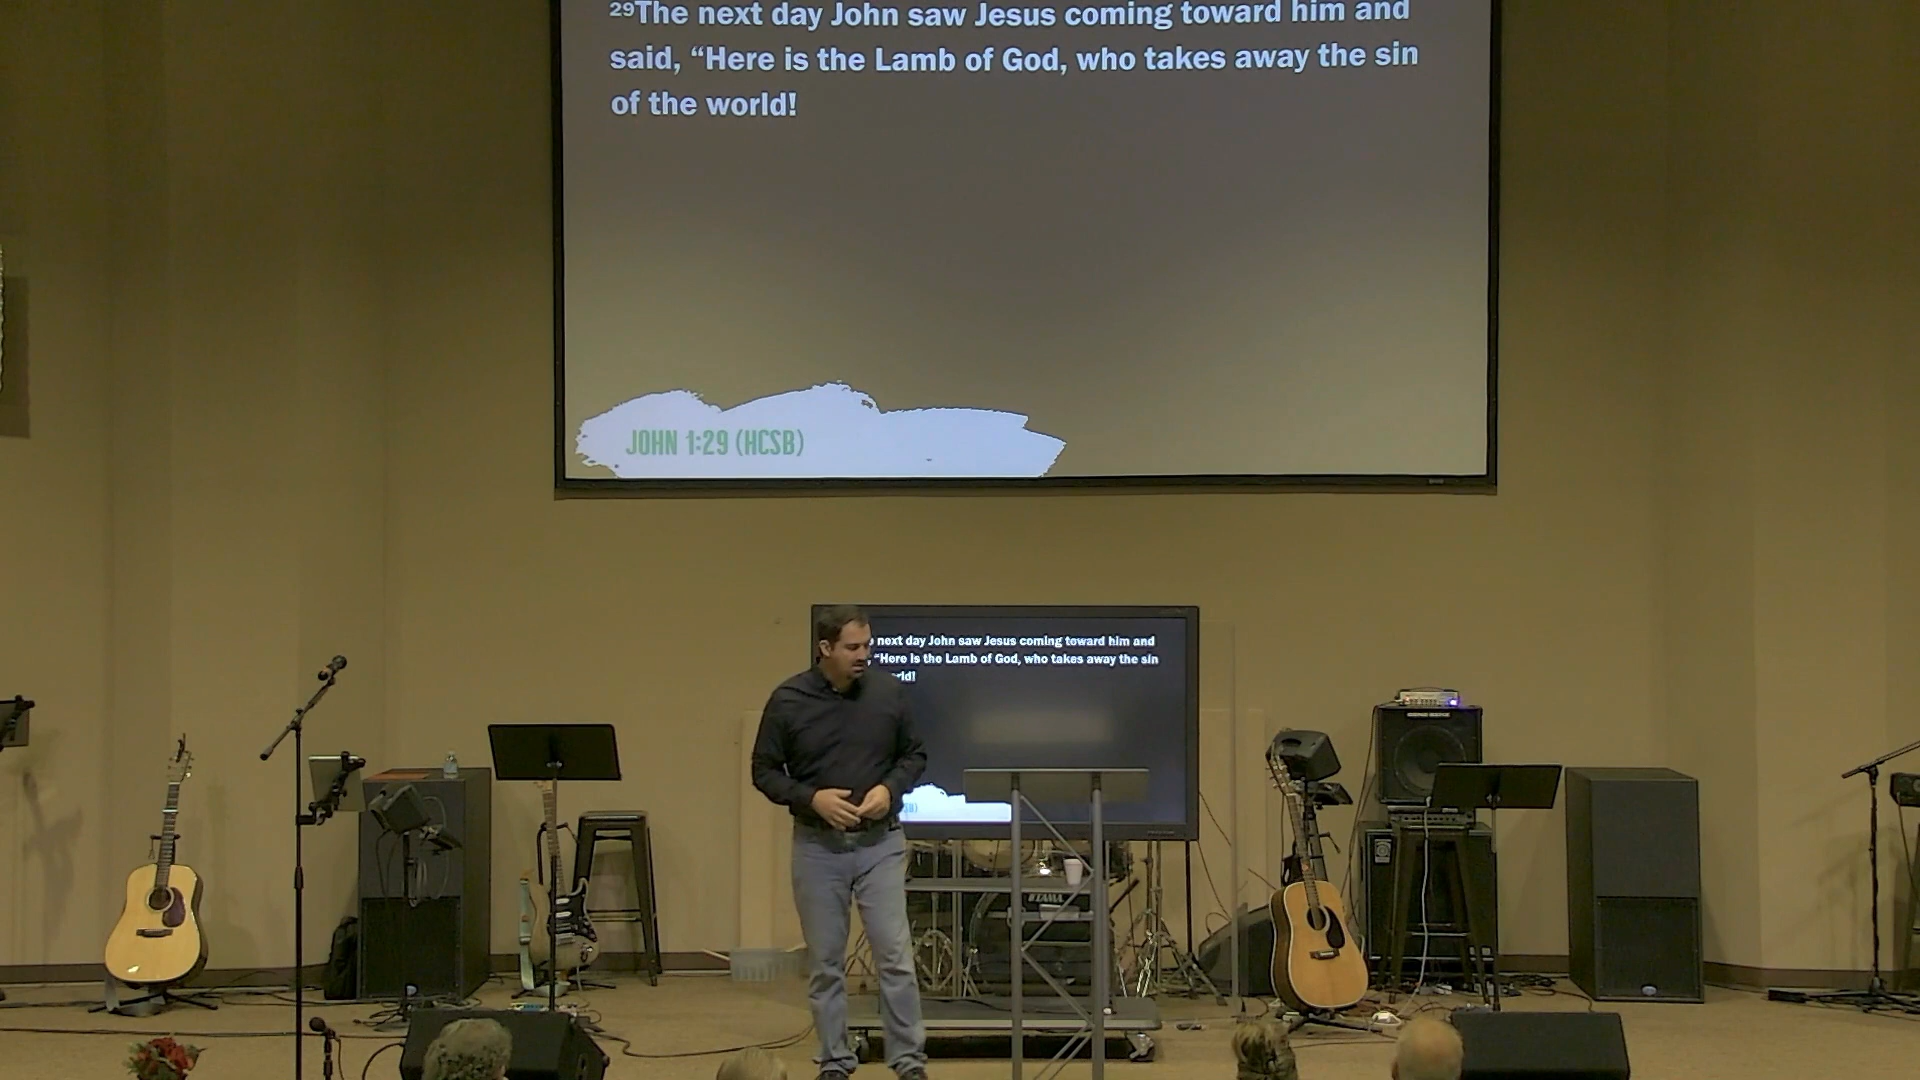 ²⁹The next day John saw Jesus coming toward him and
said, “Here is the Lamb of God, who takes away the sin
of the world!
JOHN 1:29 (HCSB)
next day John saw Jesus coming toward him and
“Here is the Lamb of God, who takes away the sin
TAMA